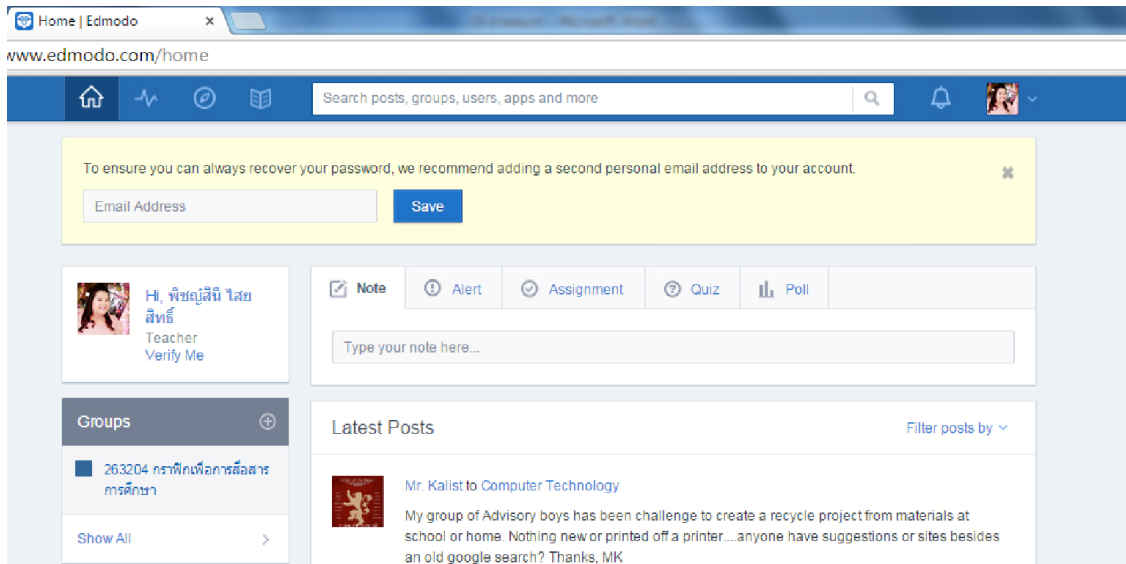 Home | Edmodo
www.edmodo.com/home
Search posts, groups, users, apps and more
To ensure you can always recover your password, we recommend adding a second personal email address to your account.
Email Address
Save
Hi, พิชญ์สินี ไสย
สิทธิ์
Teacher
Verify Me
Note
Alert
Assignment
Quiz
Poll
Type your note here...
Groups
263204 กราฟิกเพื่อการสื่อสาร
การศึกษา
Show All
Latest Posts
Filter posts by
Mr. Kalist to Computer Technology
My group of Advisory boys has been challenge to create a recycle project from materials at
school or home. Nothing new or printed off a printer....anyone have suggestions or sites besides
an old google search? Thanks, MK